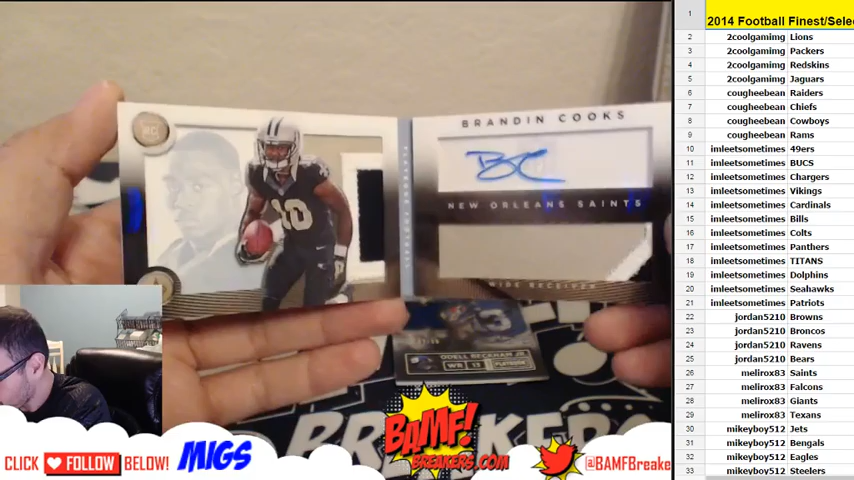 1 2014 Football Finest/Selec
2 2coolgamimg Lions
3 2coolgamimg Packers
4 2coolgamimg Redskins
5 2coolgamimg Jaguars
6 cougheebean Raiders
7 cougheebean Chiefs
8 cougheebean Cowboys
9 cougheebean Rams
10 imleetsometimes 49ers
11 imleetsometimes BUCS
12 imleetsometimes Chargers
13 imleetsometimes Vikings
14 imleetsometimes Cardinals
15 imleetsometimes Bills
16 imleetsometimes Colts
17 imleetsometimes Panthers
18 imleetsometimes TITANS
19 imleetsometimes Dolphins
20 imleetsometimes Seahawks
21 imleetsometimes Patriots
22 jordan5210 Browns
23 jordan5210 Broncos
24 jordan5210 Ravens
25 jordan5210 Bears
26 melirox83 Saints
27 melirox83 Falcons
28 melirox83 Giants
29 melirox83 Texans
30 mikeyboy512 Jets
31 mikeyboy512 Bengals
32 mikeyboy512 Eagles
33 mikeyboy512 Steelers
BRANDIN COOKS
NEW ORLEANS SAINTS
WIDE RECEIVER
RC
10
ODELL BECKHAM JR.
WR 13 PLAYBOOK
BREAKERS
CLICK FOLLOW BELOW!
MIGS
BAMF!
BREAKERS.COM
@BAMFBreake